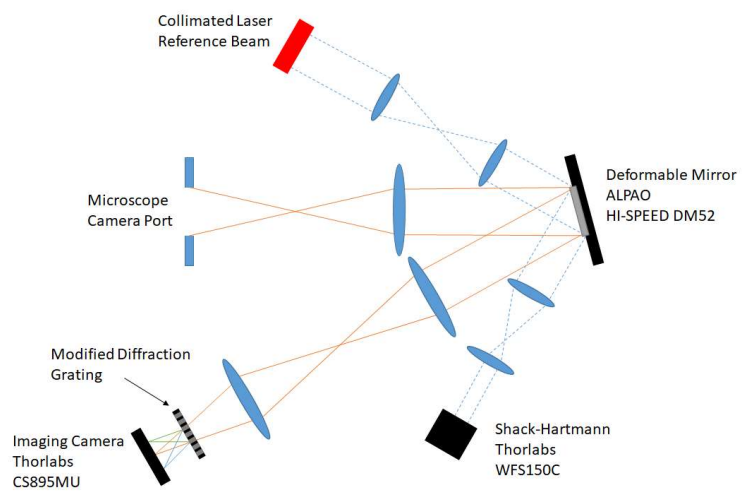 Collimated Laser
Reference Beam
Deformable Mirror
ALPAO
HI-SPEED DM52
Microscope
Camera Port
Modified Diffraction
Grating
Imaging Camera
Thorlabs
CS895MU
Shack-Hartmann
Thorlabs
WFS150C